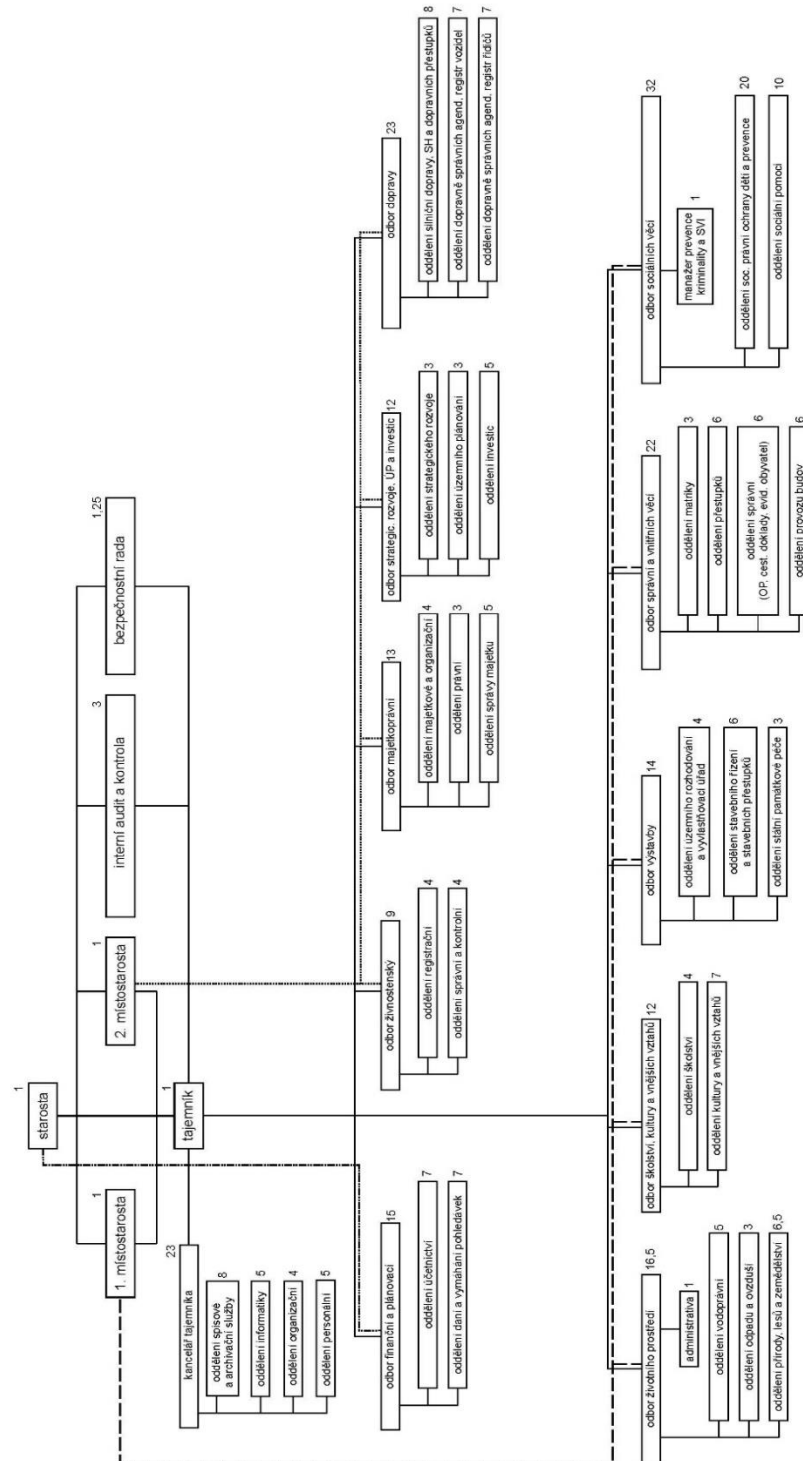 starosta 1
1. místostarosta 1
2. místostarosta 1
interní audit a kontrola 3
bezpečnostní rada 1,25
tajemník 1
kancelář tajemníka 23
oddělení spisové
a archivační služby 8
oddělení informatiky 5
oddělení organizační 4
oddělení personální 5
odbor finanční a plánovací 15
oddělení účetnictví 7
oddělení daní a vymáhání pohledávek 7
odbor živnostenský 9
oddělení registrační 4
oddělení správní a kontrolní 4
odbor majetkoprávní 13
oddělení majetkové a organizační 4
oddělení právní 3
oddělení správy majetku 5
odbor strategic. rozvoje, ÚP a investic 12
oddělení strategického rozvoje 3
oddělení územního plánování 3
oddělení investic 5
odbor dopravy 23
oddělení silniční dopravy, SH a dopravních přestupků 8
oddělení dopravně správních agend, registr vozidel 7
oddělení dopravně správních agend, registr řidičů 7
odbor životního prostředí 16,5
administrativa 1
oddělení vodoprávní 5
oddělení odpadu a ovzduší 3
oddělení přírody, lesů a zemědělství 6,5
odbor školství, kultury a vnějších vztahů 12
oddělení školství 4
oddělení kultury a vnějších vztahů 7
odbor výstavby 14
oddělení územního rozhodování
a vyvlastňovací úřad 4
oddělení stavebního řízení
a stavebních přestupků 6
oddělení státní památkové péče 3
odbor správní a vnitřních věcí 22
oddělení matriky 3
oddělení přestupků 6
oddělení správní
(OP, cest. doklady, evid. obyvatel) 6
oddělení provozu budov 6
odbor sociálních věcí 32
manažer prevence
kriminality a SVI 1
oddělení soc. právní ochrany dětí a prevence 20
oddělení sociální pomoci 10